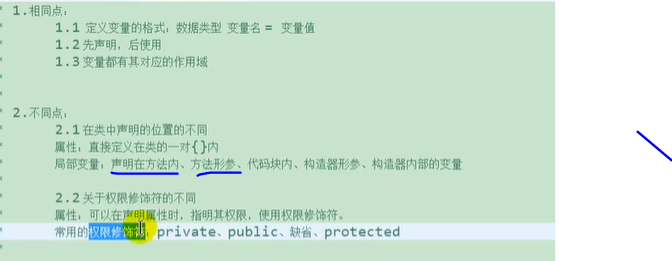 * 1.相同点:
* 1.1 定义变量的格式: 数据类型 变量名 = 变量值
* 1.2 先声明，后使用
* 1.3 变量都有其对应的作用域
*
*
* 2.不同点:
* 2.1 在类中声明的位置的不同
* 属性: 直接定义在类的一对{}内
* 局部变量: 声明在方法内、方法形参、代码块内、构造器形参、构造器内部的变量
*
* 2.2 关于权限修饰符的不同
* 属性: 可以在声明属性时，指明其权限，使用权限修饰符。
* 常用的权限修饰符: private、public、缺省、protected
*